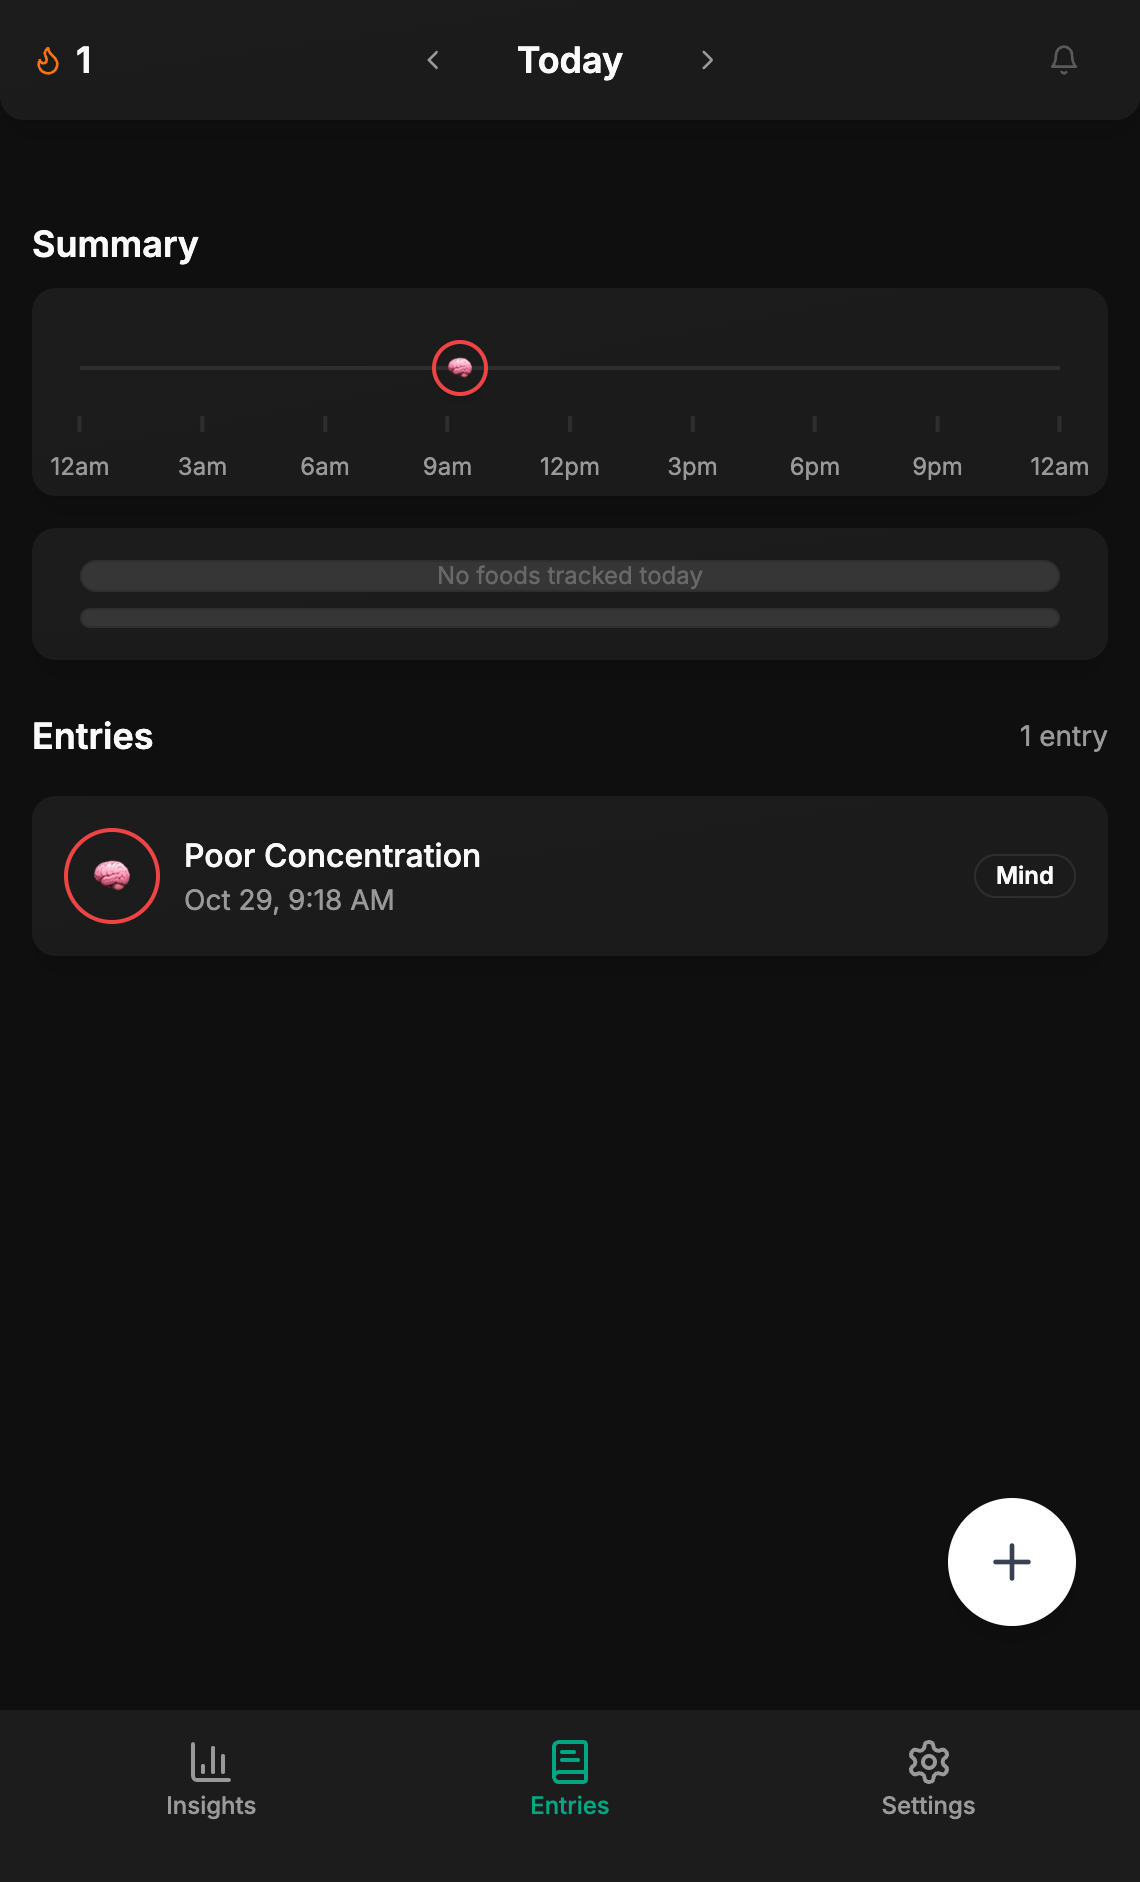 1
Today
Summary
12am 3am 6am 9am 12pm 3pm 6pm 9pm 12am
No foods tracked today
Entries
1 entry
Poor Concentration
Oct 29, 9:18 AM
Mind
Insights
Entries
Settings